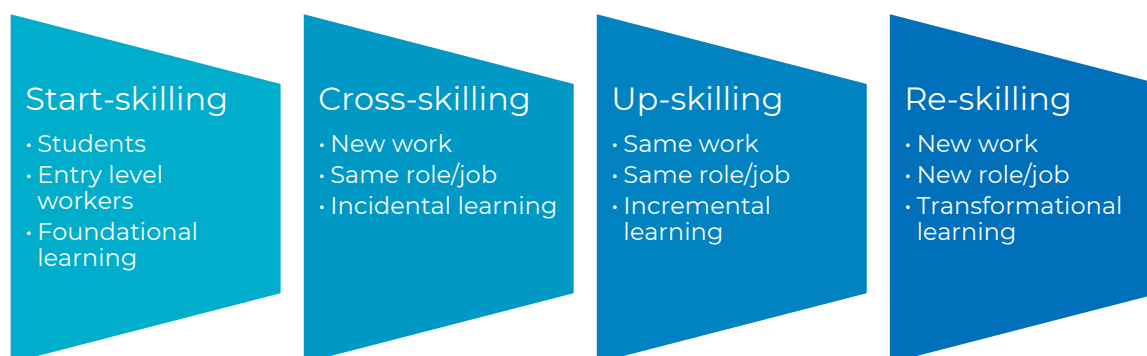 Start-skilling
• Students
• Entry level
workers
• Foundational
learning
Cross-skilling
• New work
• Same role/job
• Incidental learning
Up-skilling
• Same work
• Same role/job
• Incremental
learning
Re-skilling
• New work
• New role/job
• Transformational
learning